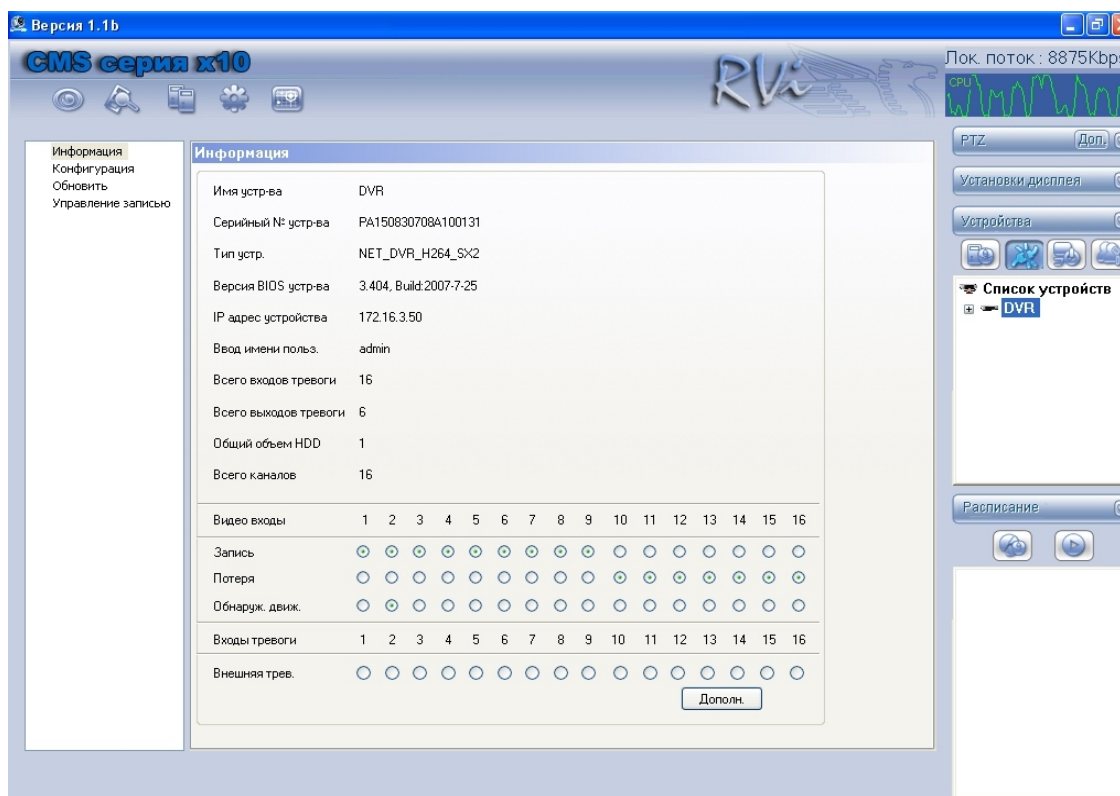 Версия 1.1b
CMS серия x10
RVi
Лок. поток : 8875Kbps
CPU
PTZ
Доп.
Информация
Конфигурация
Обновить
Управление записью
Информация
Имя устр-ва DVR
Серийный № устр-ва PA150830708A100131
Тип устр. NET_DVR_H264_SX2
Версия BIOS устр-ва 3.404, Build:2007-7-25
IP адрес устройства 172.16.3.50
Ввод имени польз. admin
Всего входов тревоги 16
Всего выходов тревоги 6
Общий объем HDD 1
Всего каналов 16
Видео входы 1 2 3 4 5 6 7 8 9 10 11 12 13 14 15 16
Запись
Потеря
Обнаруж. движ.
Входы тревоги 1 2 3 4 5 6 7 8 9 10 11 12 13 14 15 16
Внешняя трев.
Дополн.
Установки дисплея
Устройства
Список устройств
DVR
Расписание